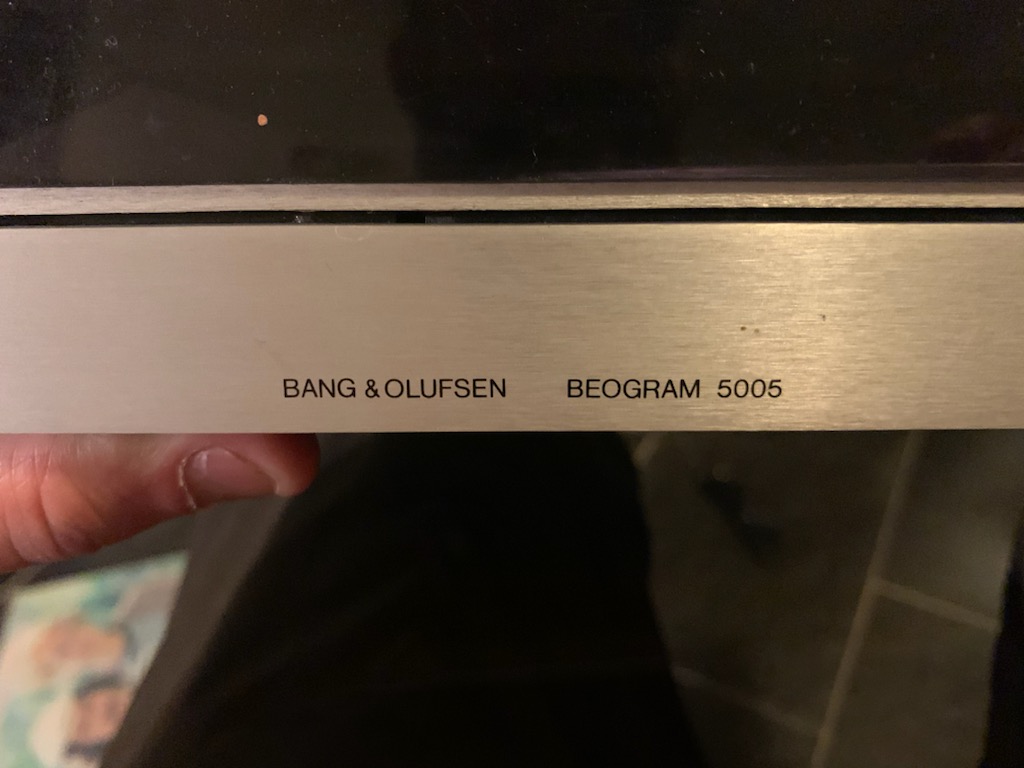 BANG & OLUFSEN BEOGRAM 5005